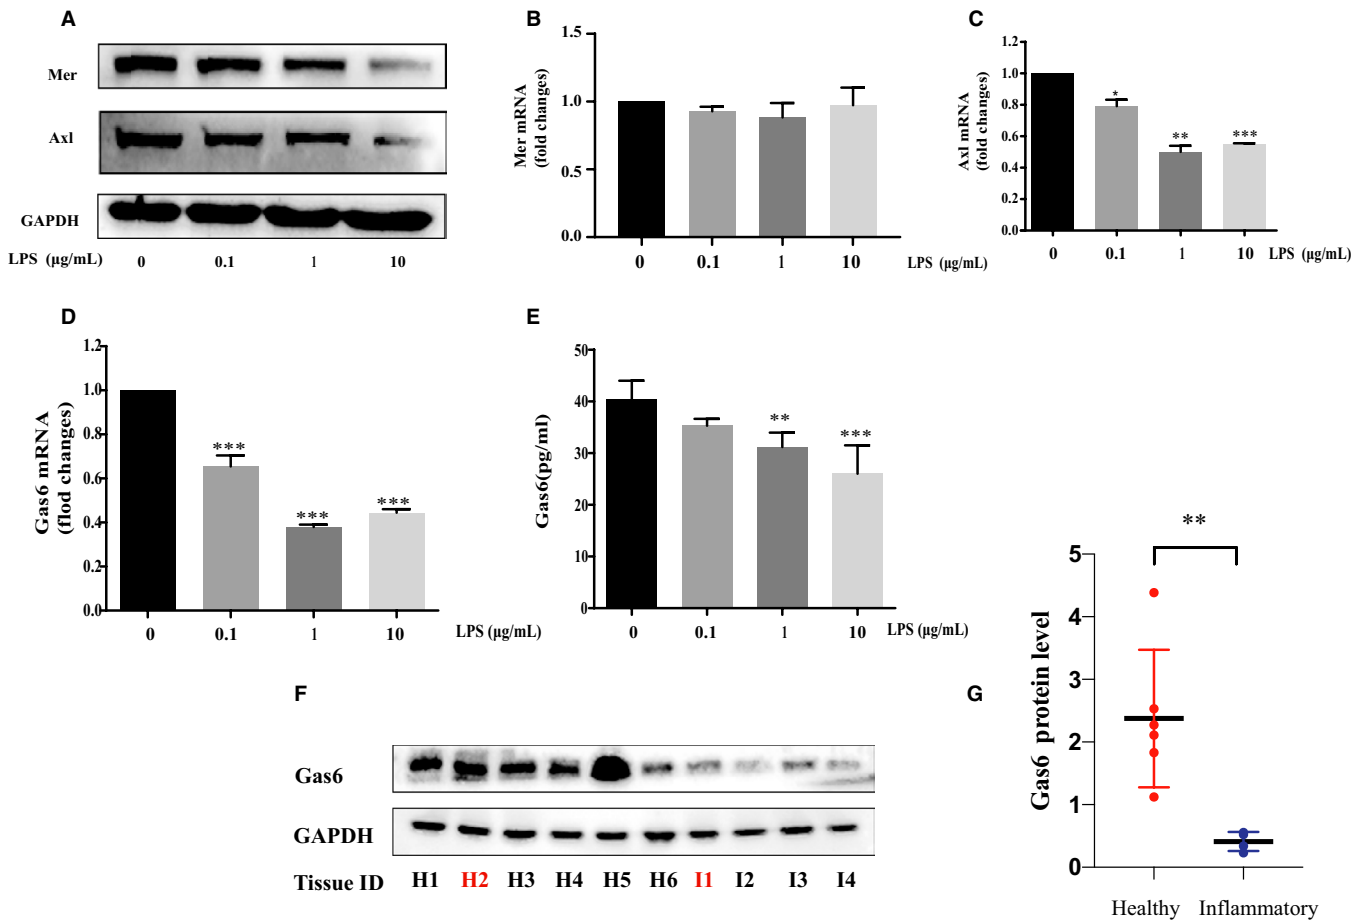 A
Mer
Axl
GAPDH
LPS (μg/mL)
0 0.1 1 10
B
Mer mRNA
(fold changes)
1.5
1.0
0.5
0.0
0 0.1 1 10 LPS (μg/mL)
C
Axl mRNA
(fold changes)
1.2
1.0
0.8
0.6
0.4
0.2
0.0
*
**
***
0 0.1 1 10 LPS (μg/mL)
D
Gas6 mRNA
(flod changes)
1.2
1.0
0.8
0.6
0.4
0.2
0.0
***
***
***
0 0.1 1 10 LPS (μg/mL)
E
Gas6(pg/ml)
50
40
30
20
10
0
**
***
0 0.1 1 10 LPS (μg/mL)
F
Gas6
GAPDH
Tissue ID H1 H2 H3 H4 H5 H6 I1 I2 I3 I4
G
Gas6 protein level
5
4
3
2
1
0
**
Healthy Inflammatory